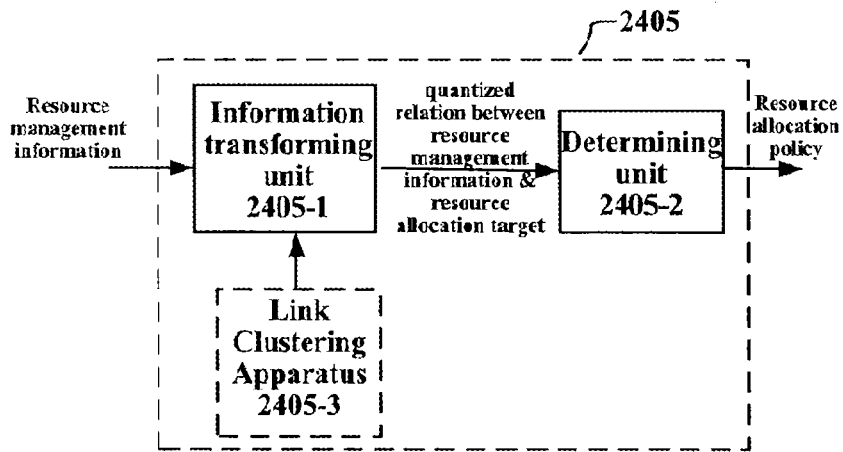 2405
Resource
management
information
Information
transforming
unit
2405-1
quantized
relation between
resource
management
information &
resource
allocation target
Determining
unit
2405-2
Resource
allocation
policy
Link
Clustering
Apparatus
2405-3